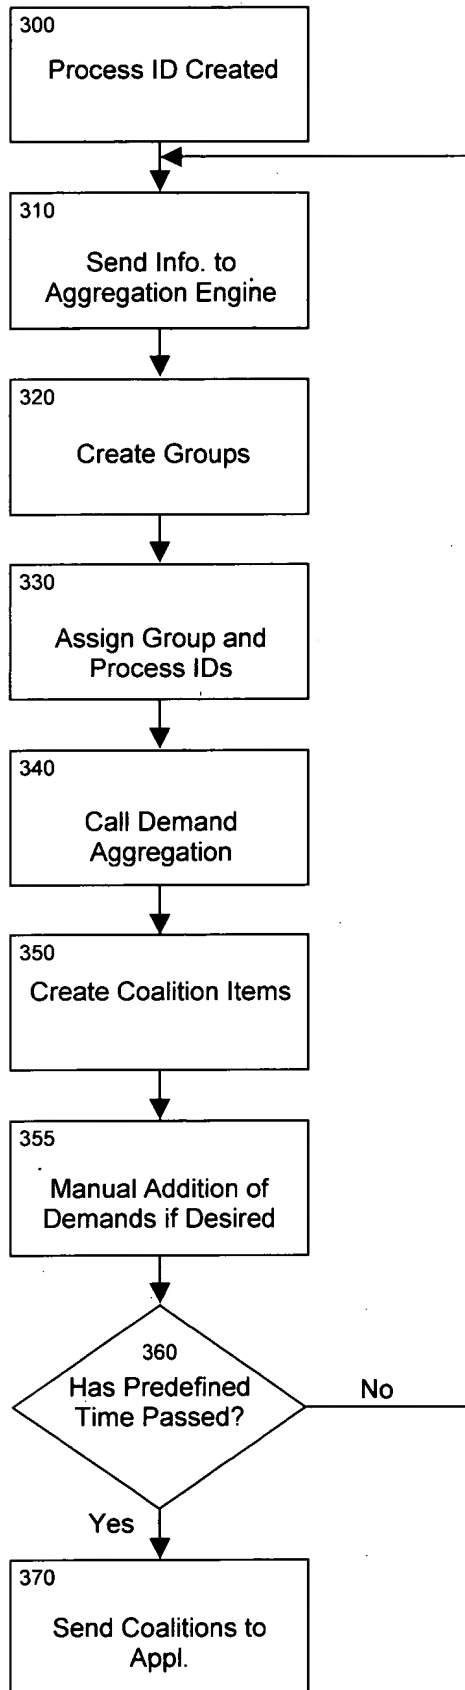 300
Process ID Created
310
Send Info. to
Aggregation Engine
320
Create Groups
330
Assign Group and
Process IDs
340
Call Demand
Aggregation
350
Create Coalition Items
355
Manual Addition of
Demands if Desired
360
Has Predefined
Time Passed?
No
Yes
370
Send Coalitions to
Appl.